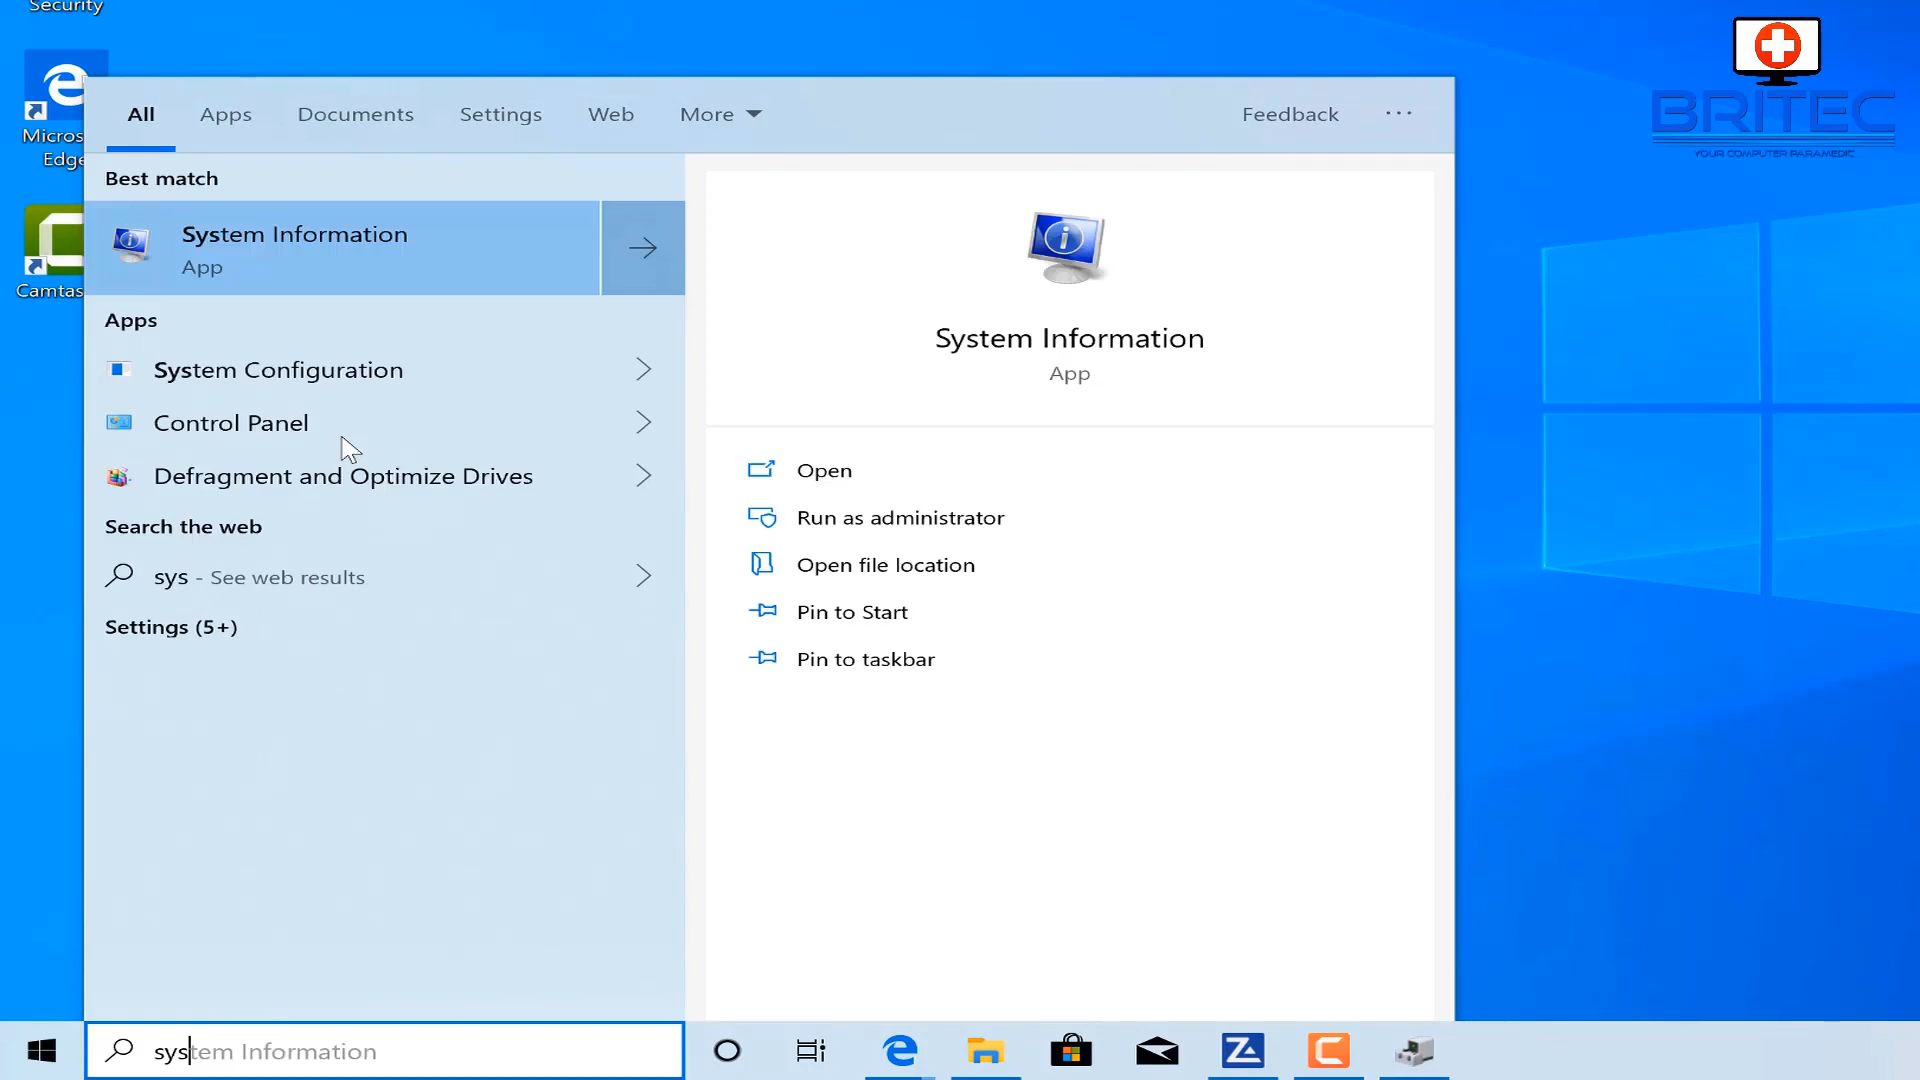 Security
Micros
Edge
Camtas
BRITEC
YOUR COMPUTER PARAMEDIC
All
Apps
Documents
Settings
Web
More
Feedback
Best match
System Information
App
Apps
System Configuration
Control Panel
Defragment and Optimize Drives
Search the web
sys - See web results
Settings (5+)
System Information
App
Open
Run as administrator
Open file location
Pin to Start
Pin to taskbar
system Information